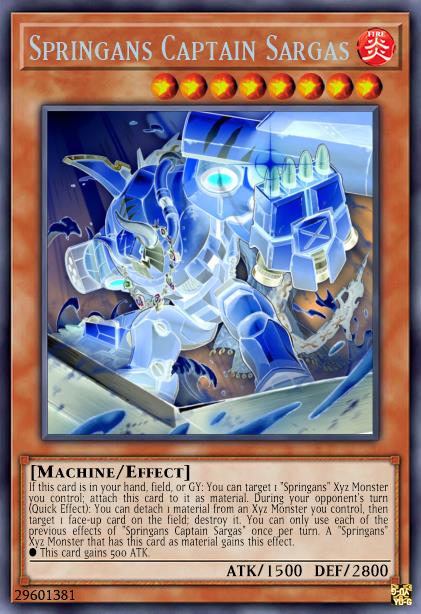 SPRINGANS CAPTAIN SARGAS
FIRE
炎
[MACHINE/EFFECT]
If this card is in your hand, field, or GY: You can target 1 "Springans" Xyz Monster
you control; attach this card to it as material. During your opponent's turn
(Quick Effect): You can detach 1 material from an Xyz Monster you control, then
target 1 face-up card on the field; destroy it. You can only use each of the
previous effects of "Springans Captain Sargas" once per turn. A "Springans"
Xyz Monster that has this card as material gains this effect.
● This card gains 500 ATK.
ATK/1500 DEF/2800
29601381